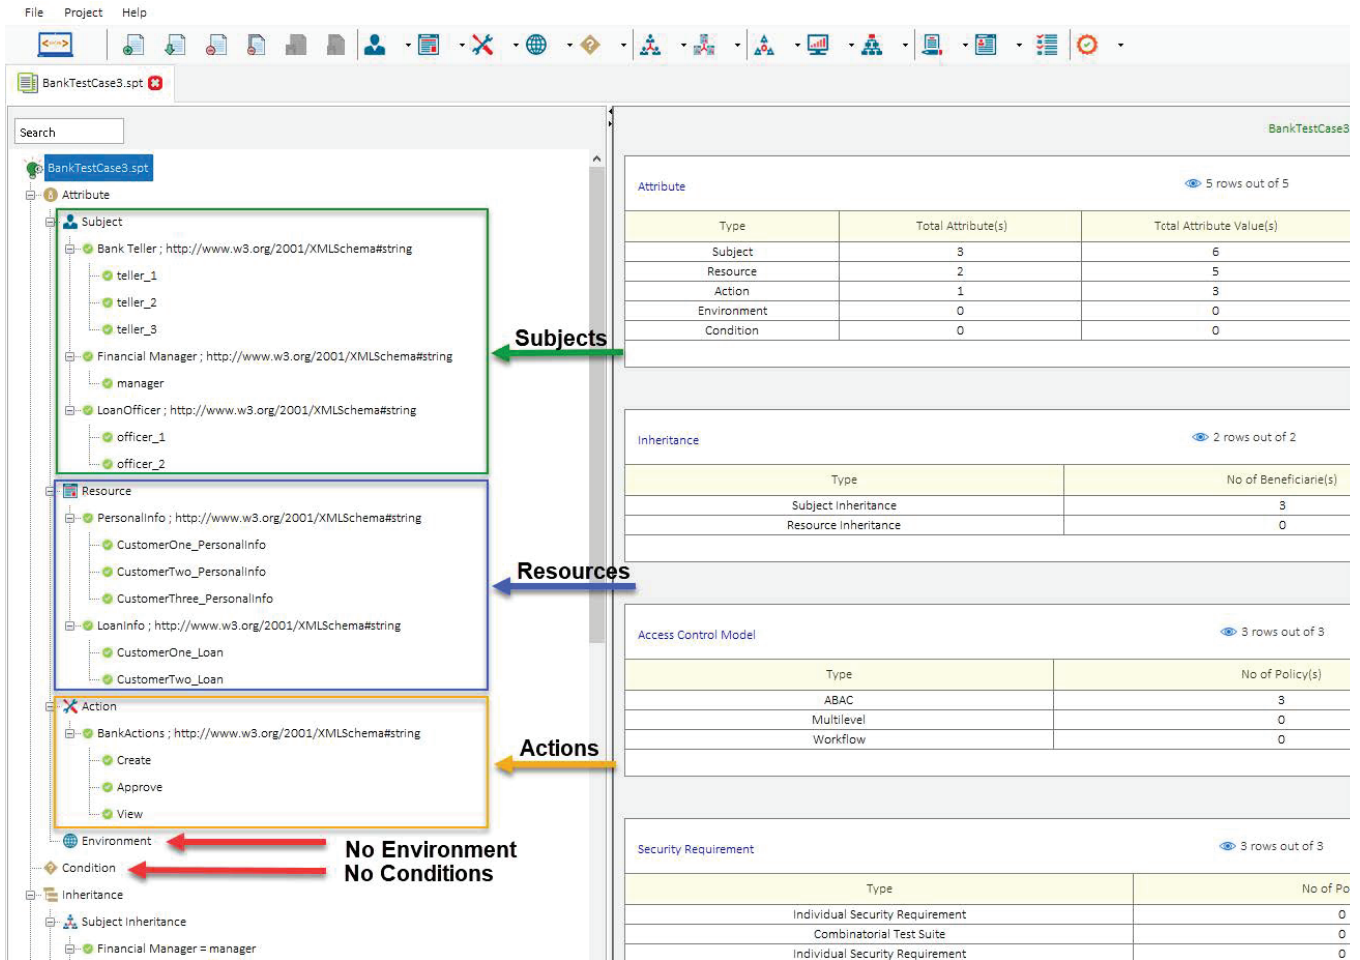 File Project Help
BankTestCase3.spt
Search
BankTestCase3.spt
Attribute
Subject
Bank Teller ; http://www.w3.org/2001/XMLSchema#string
teller_1
teller_2
teller_3
Financial Manager ; http://www.w3.org/2001/XMLSchema#string
manager
LoanOfficer ; http://www.w3.org/2001/XMLSchema#string
officer_1
officer_2
Resource
PersonalInfo ; http://www.w3.org/2001/XMLSchema#string
CustomerOne_PersonalInfo
CustomerTwo_PersonalInfo
CustomerThree_PersonalInfo
LoanInfo ; http://www.w3.org/2001/XMLSchema#string
CustomerOne_Loan
CustomerTwo_Loan
Action
BankActions ; http://www.w3.org/2001/XMLSchema#string
Create
Approve
View
Environment
Condition
Inheritance
Subject Inheritance
Financial Manager = manager
Subjects
Resources
Actions
No Environment
No Conditions
BankTestCase3
Attribute 5 rows out of 5
Type Total Attribute(s) Total Attribute Value(s)
Subject 3 6
Resource 2 5
Action 1 3
Environment 0 0
Condition 0 0
Inheritance 2 rows out of 2
Type No of Beneficiarie(s)
Subject Inheritance 3
Resource Inheritance 0
Access Control Model 3 rows out of 3
Type No of Policy(s)
ABAC 3
Multilevel 0
Workflow 0
Security Requirement 3 rows out of 3
Type No of Po
Individual Security Requirement 0
Combinatorial Test Suite 0
Individual Security Requirement 0